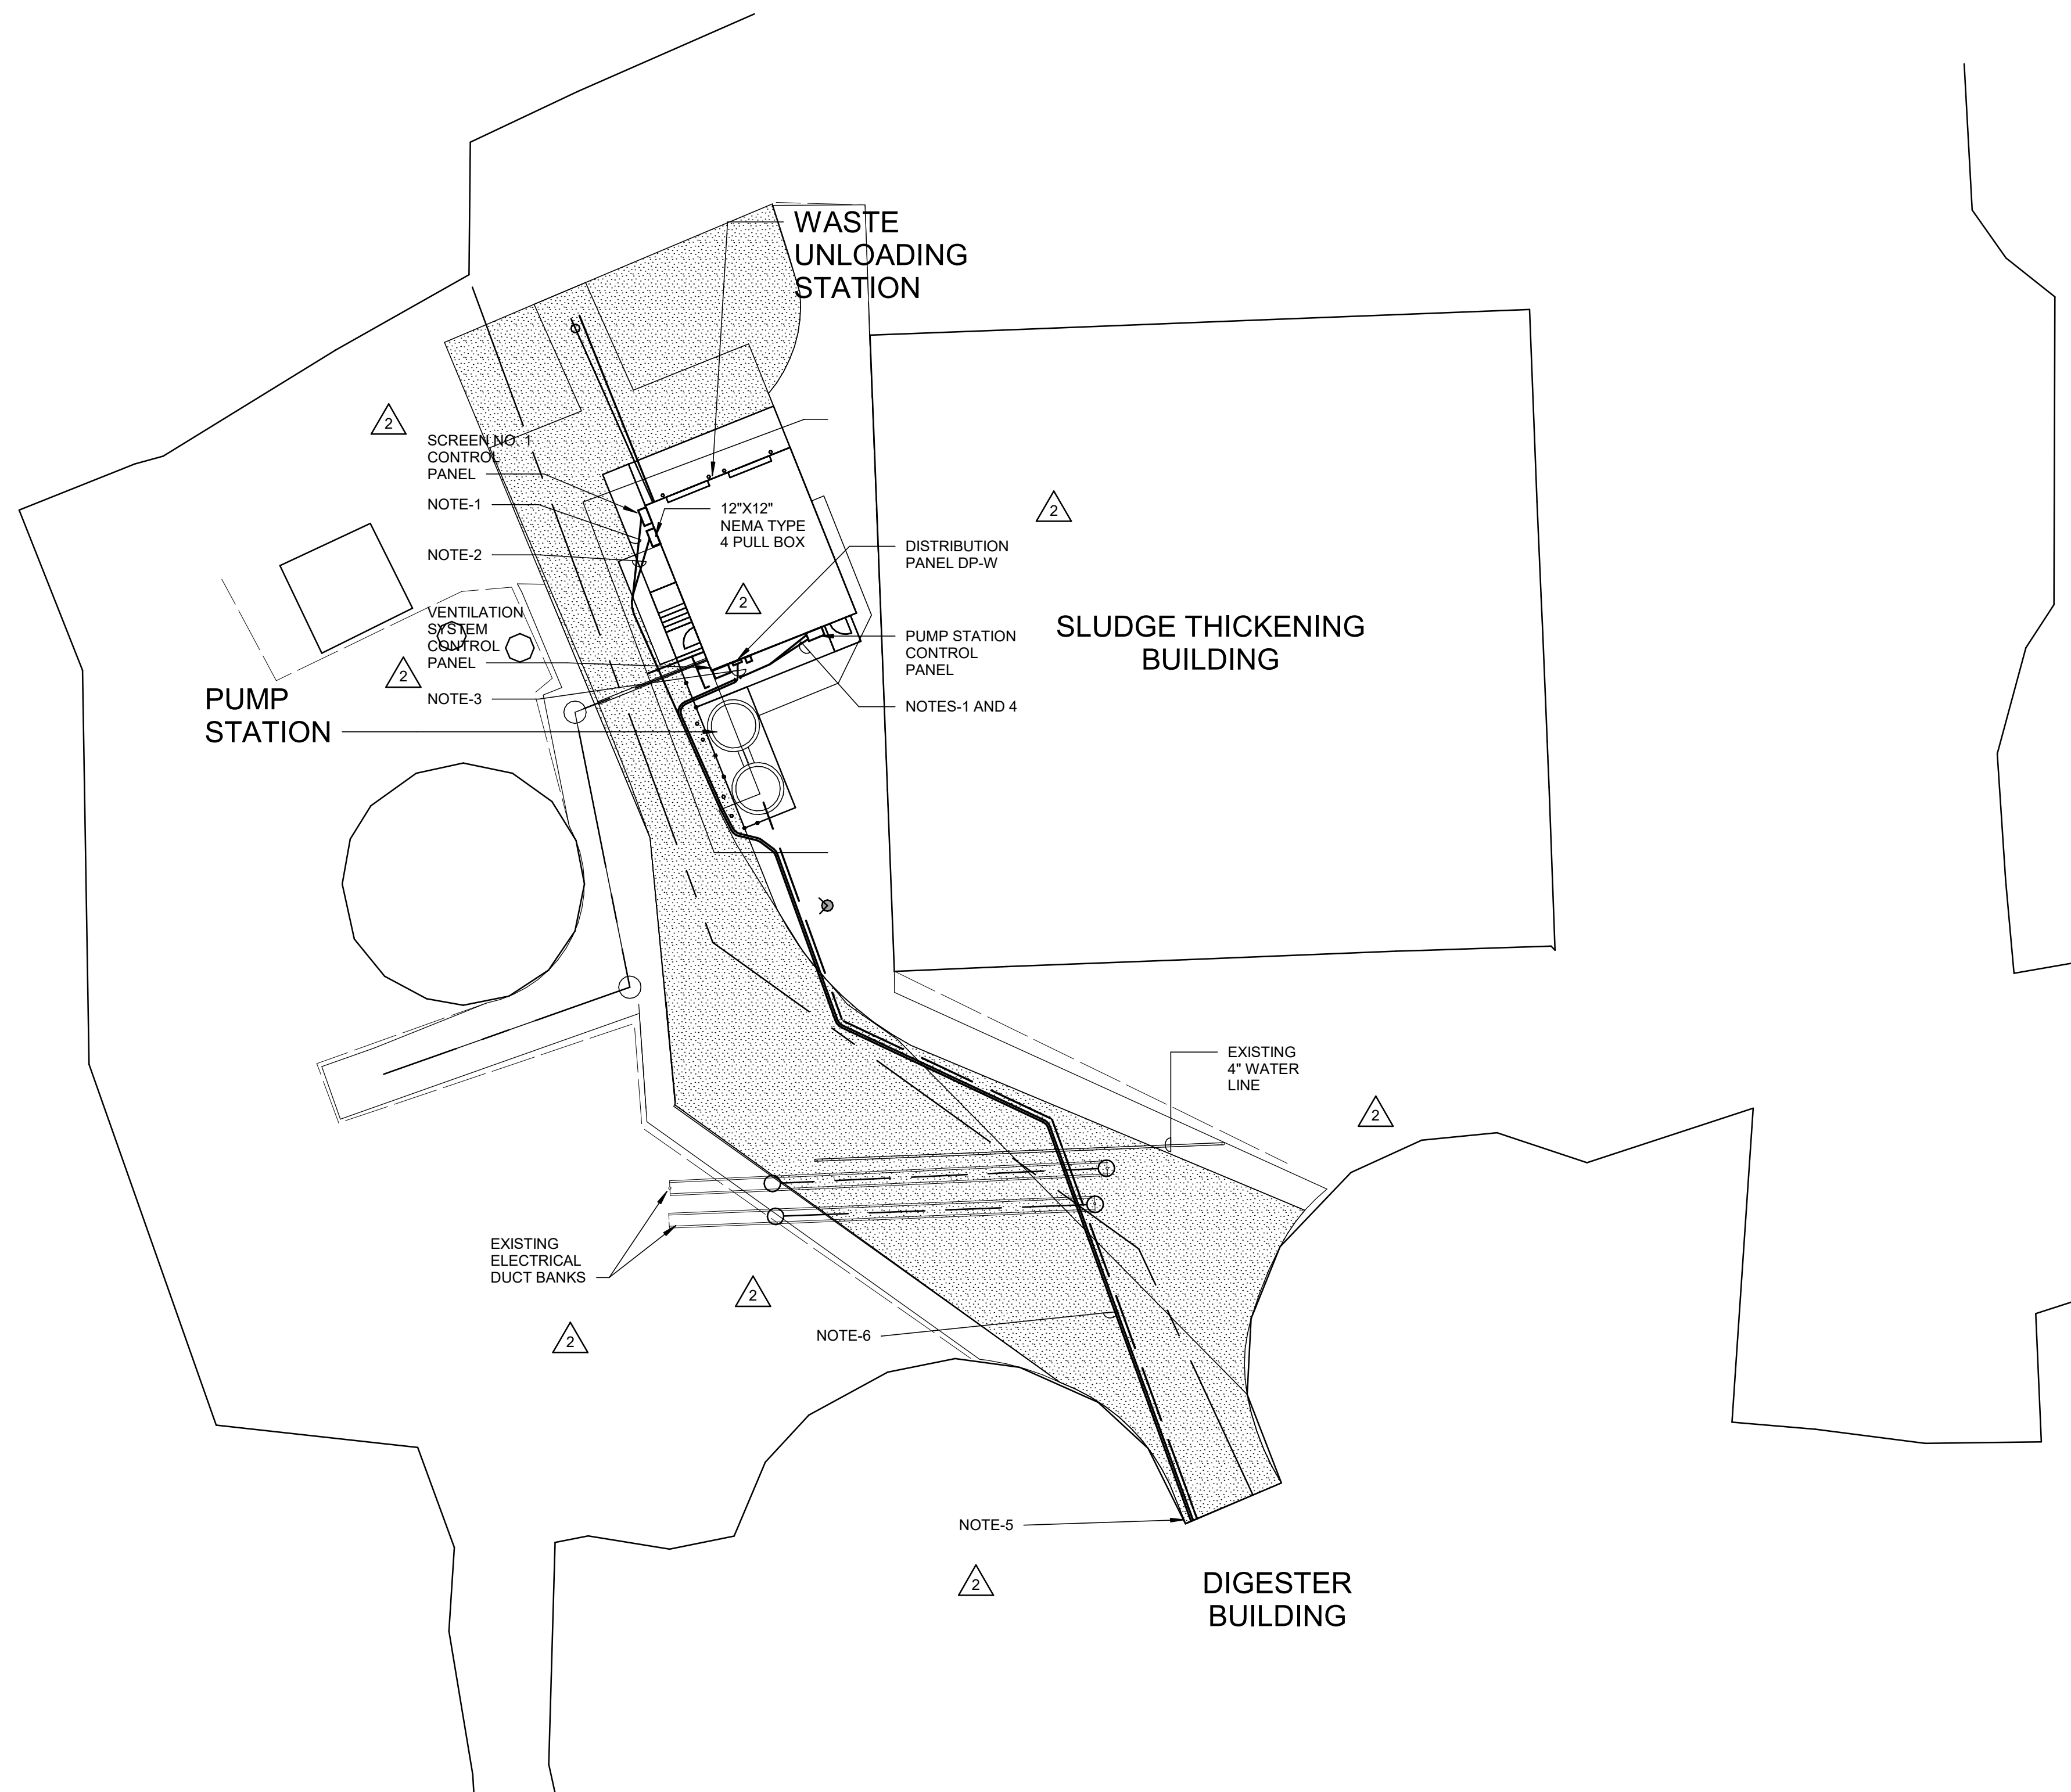 WASTE
UNLOADING
STATION
2
SCREEN NO. 1
CONTROL
PANEL
NOTE-1
NOTE-2
12"X12"
NEMA TYPE
4 PULL BOX
2
DISTRIBUTION
PANEL DP-W
2
VENTILATION
SYSTEM
CONTROL
PANEL
2
NOTE-3
PUMP STATION
CONTROL
PANEL
NOTES-1 AND 4
SLUDGE THICKENING
BUILDING
PUMP
STATION
EXISTING
4" WATER
LINE
2
EXISTING
ELECTRICAL
DUCT BANKS
2
2
NOTE-6
NOTE-5
2
DIGESTER
BUILDING